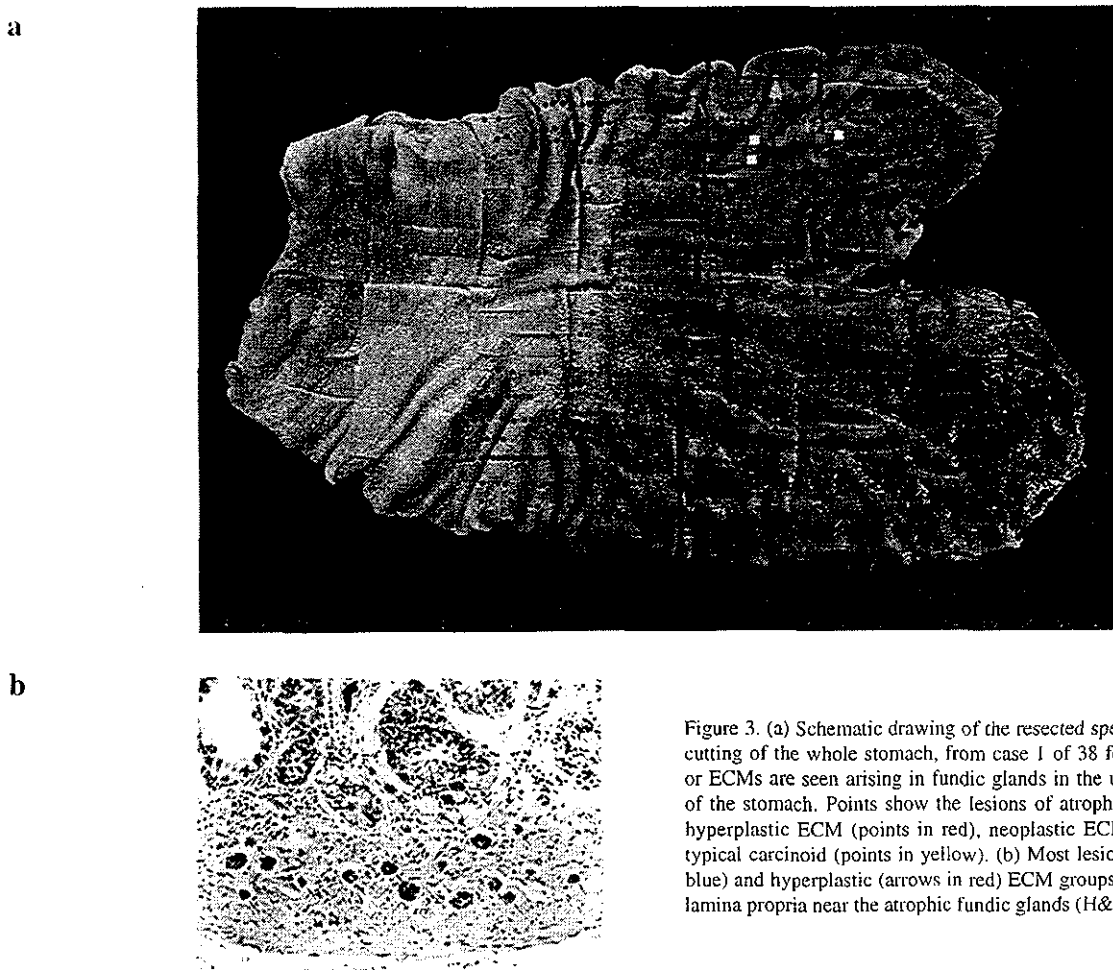 a
b
Figure 3. (a) Schematic drawing of the resected spe
cutting of the whole stomach, from case 1 of 38 f
or ECMs are seen arising in fundic glands in the u
of the stomach. Points show the lesions of atroph
hyperplastic ECM (points in red), neoplastic ECI
typical carcinoid (points in yellow). (b) Most lesio
blue) and hyperplastic (arrows in red) ECM groups
lamina propria near the atrophic fundic glands (H&